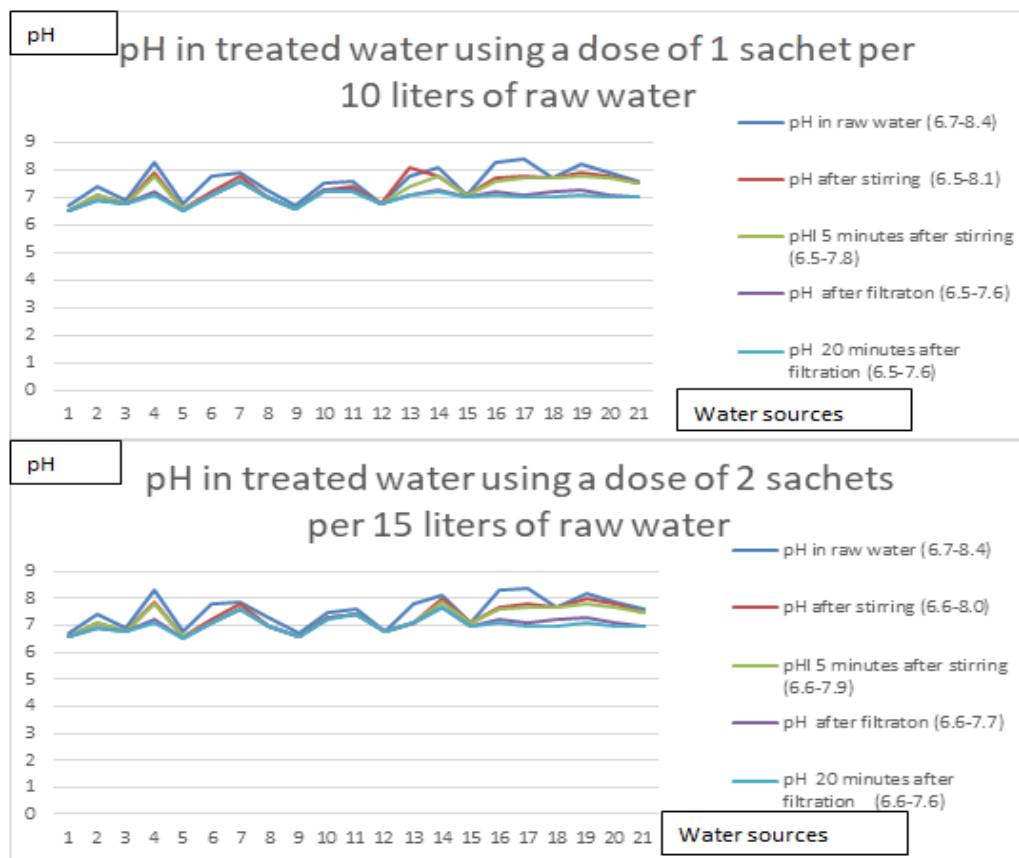 pH
pH in treated water using a dose of 1 sachet per
10 liters of raw water
pH in raw water (6.7-8.4)
pH after stirring (6.5-8.1)
pHI 5 minutes after stirring
(6.5-7.8)
pH after filtraton (6.5-7.6)
pH 20 minutes after
filtration (6.5-7.6)
9
8
7
6
5
4
3
2
1
0
1 2 3 4 5 6 7 8 9 10 11 12 13 14 15 16 17 18 19 20 21
Water sources
pH
pH in treated water using a dose of 2 sachets
per 15 liters of raw water
pH in raw water (6.7-8.4)
pH after stirring (6.6-8.0)
pHI 5 minutes after stirring
(6.6-7.9)
pH after filtraton (6.6-7.7)
pH 20 minutes after
filtration (6.6-7.6)
9
8
7
6
5
4
3
2
1
0
1 2 3 4 5 6 7 8 9 10 11 12 13 14 15 16 17 18 19 20 21
Water sources